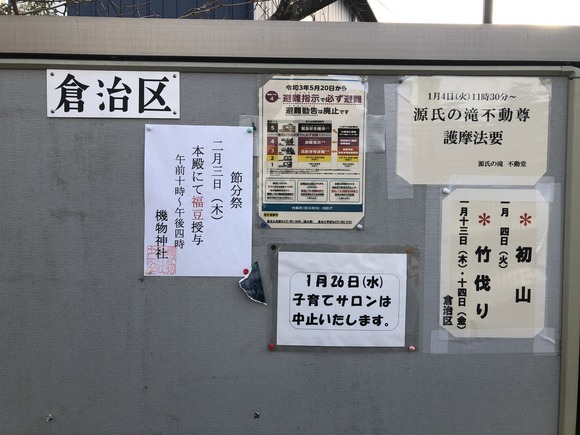 倉治区
節分祭
二月三日(木)
本殿にて福豆授与
午前十時〜午後四時
機物神社
令和3年5月20日から
避難指示で必ず避難
避難勧告は廃止です
5
4
3
2
1
1月26日(水)
子育てサロンは
中止いたします。
1月4日(火)11時30分〜
源氏の滝不動尊
護摩法要
源氏の滝 不動堂
*初山
一月 四日(火)
*竹伐り
一月十三日(木)・十四日(金)
倉治区